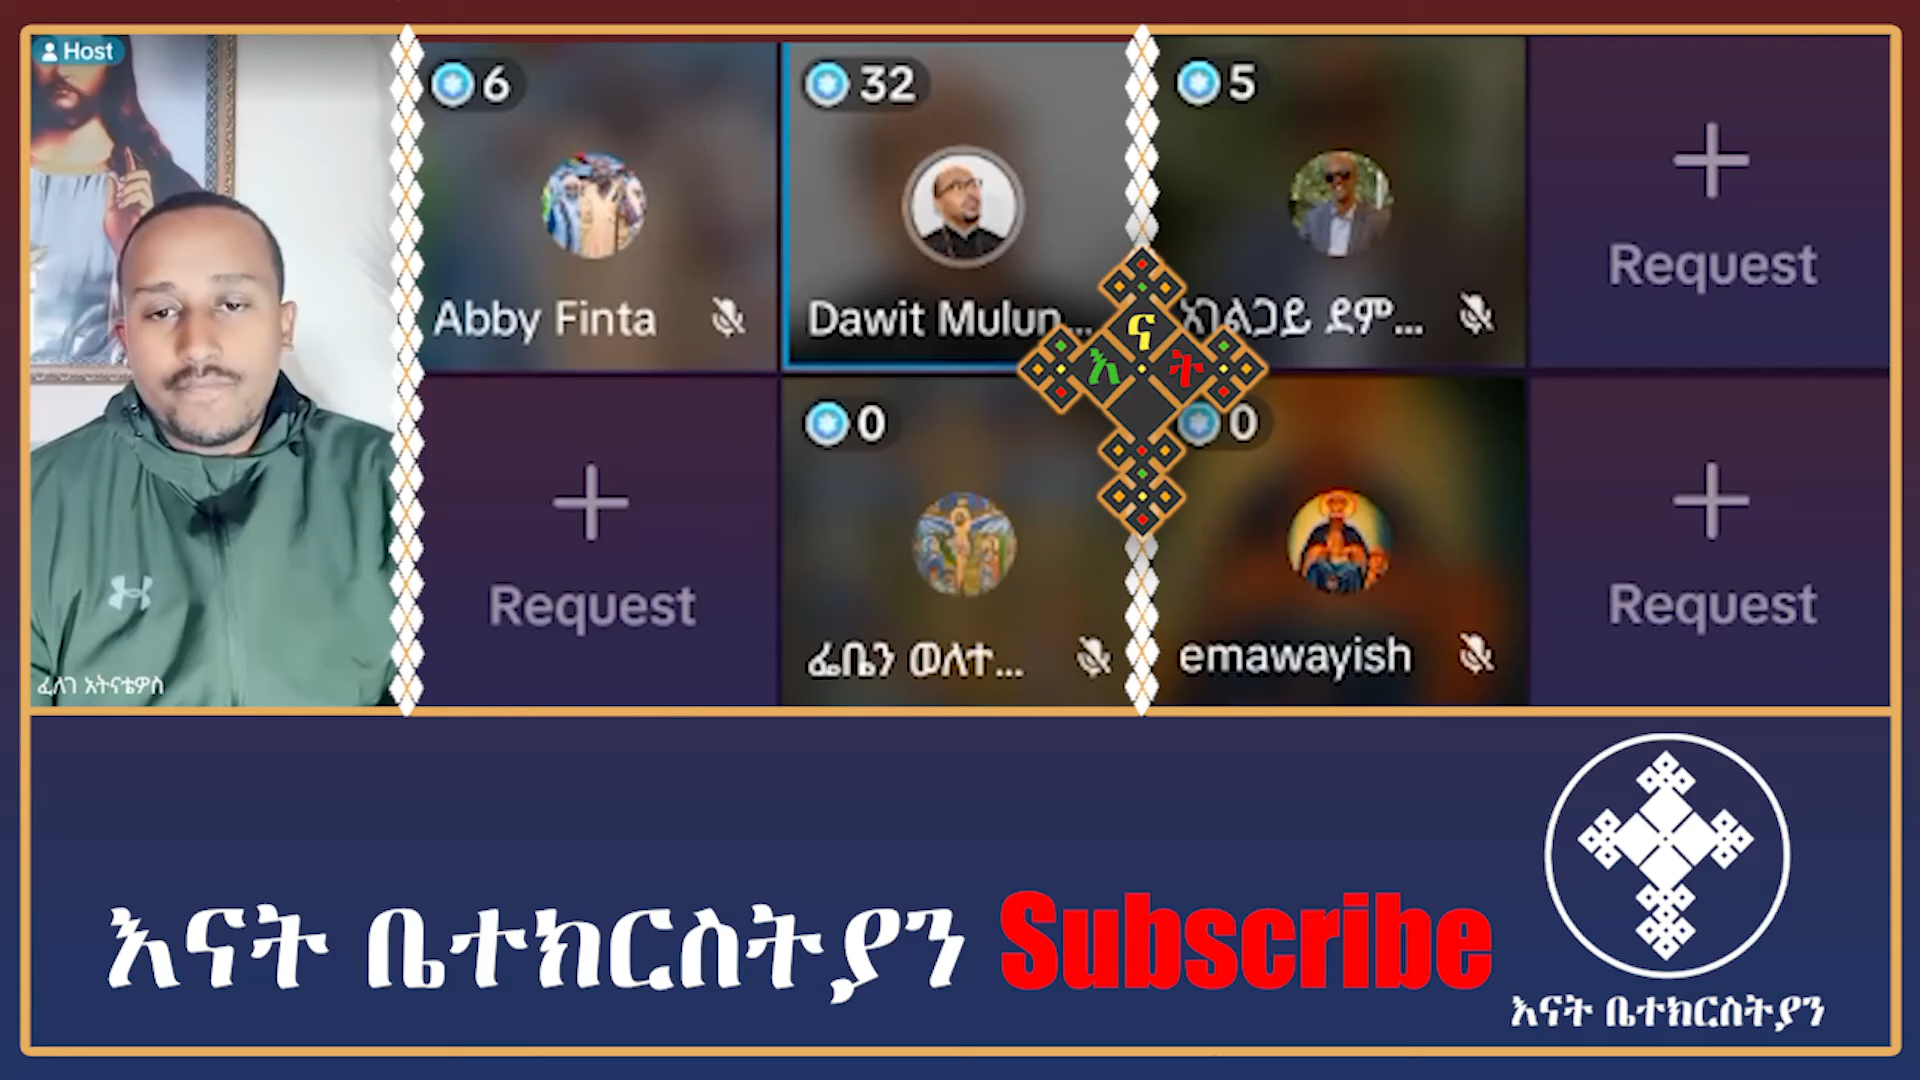 Host
6
32
5
Abby Finta
Dawit Mulun...
ደም...
Request
እ
ና
ት
0
0
Request
ፌቤን ወለተ...
emawayish
Request
ፈለገ አትናቴዎስ
እናት ቤተክርስትያን Subscribe
እናት ቤተክርስትያን